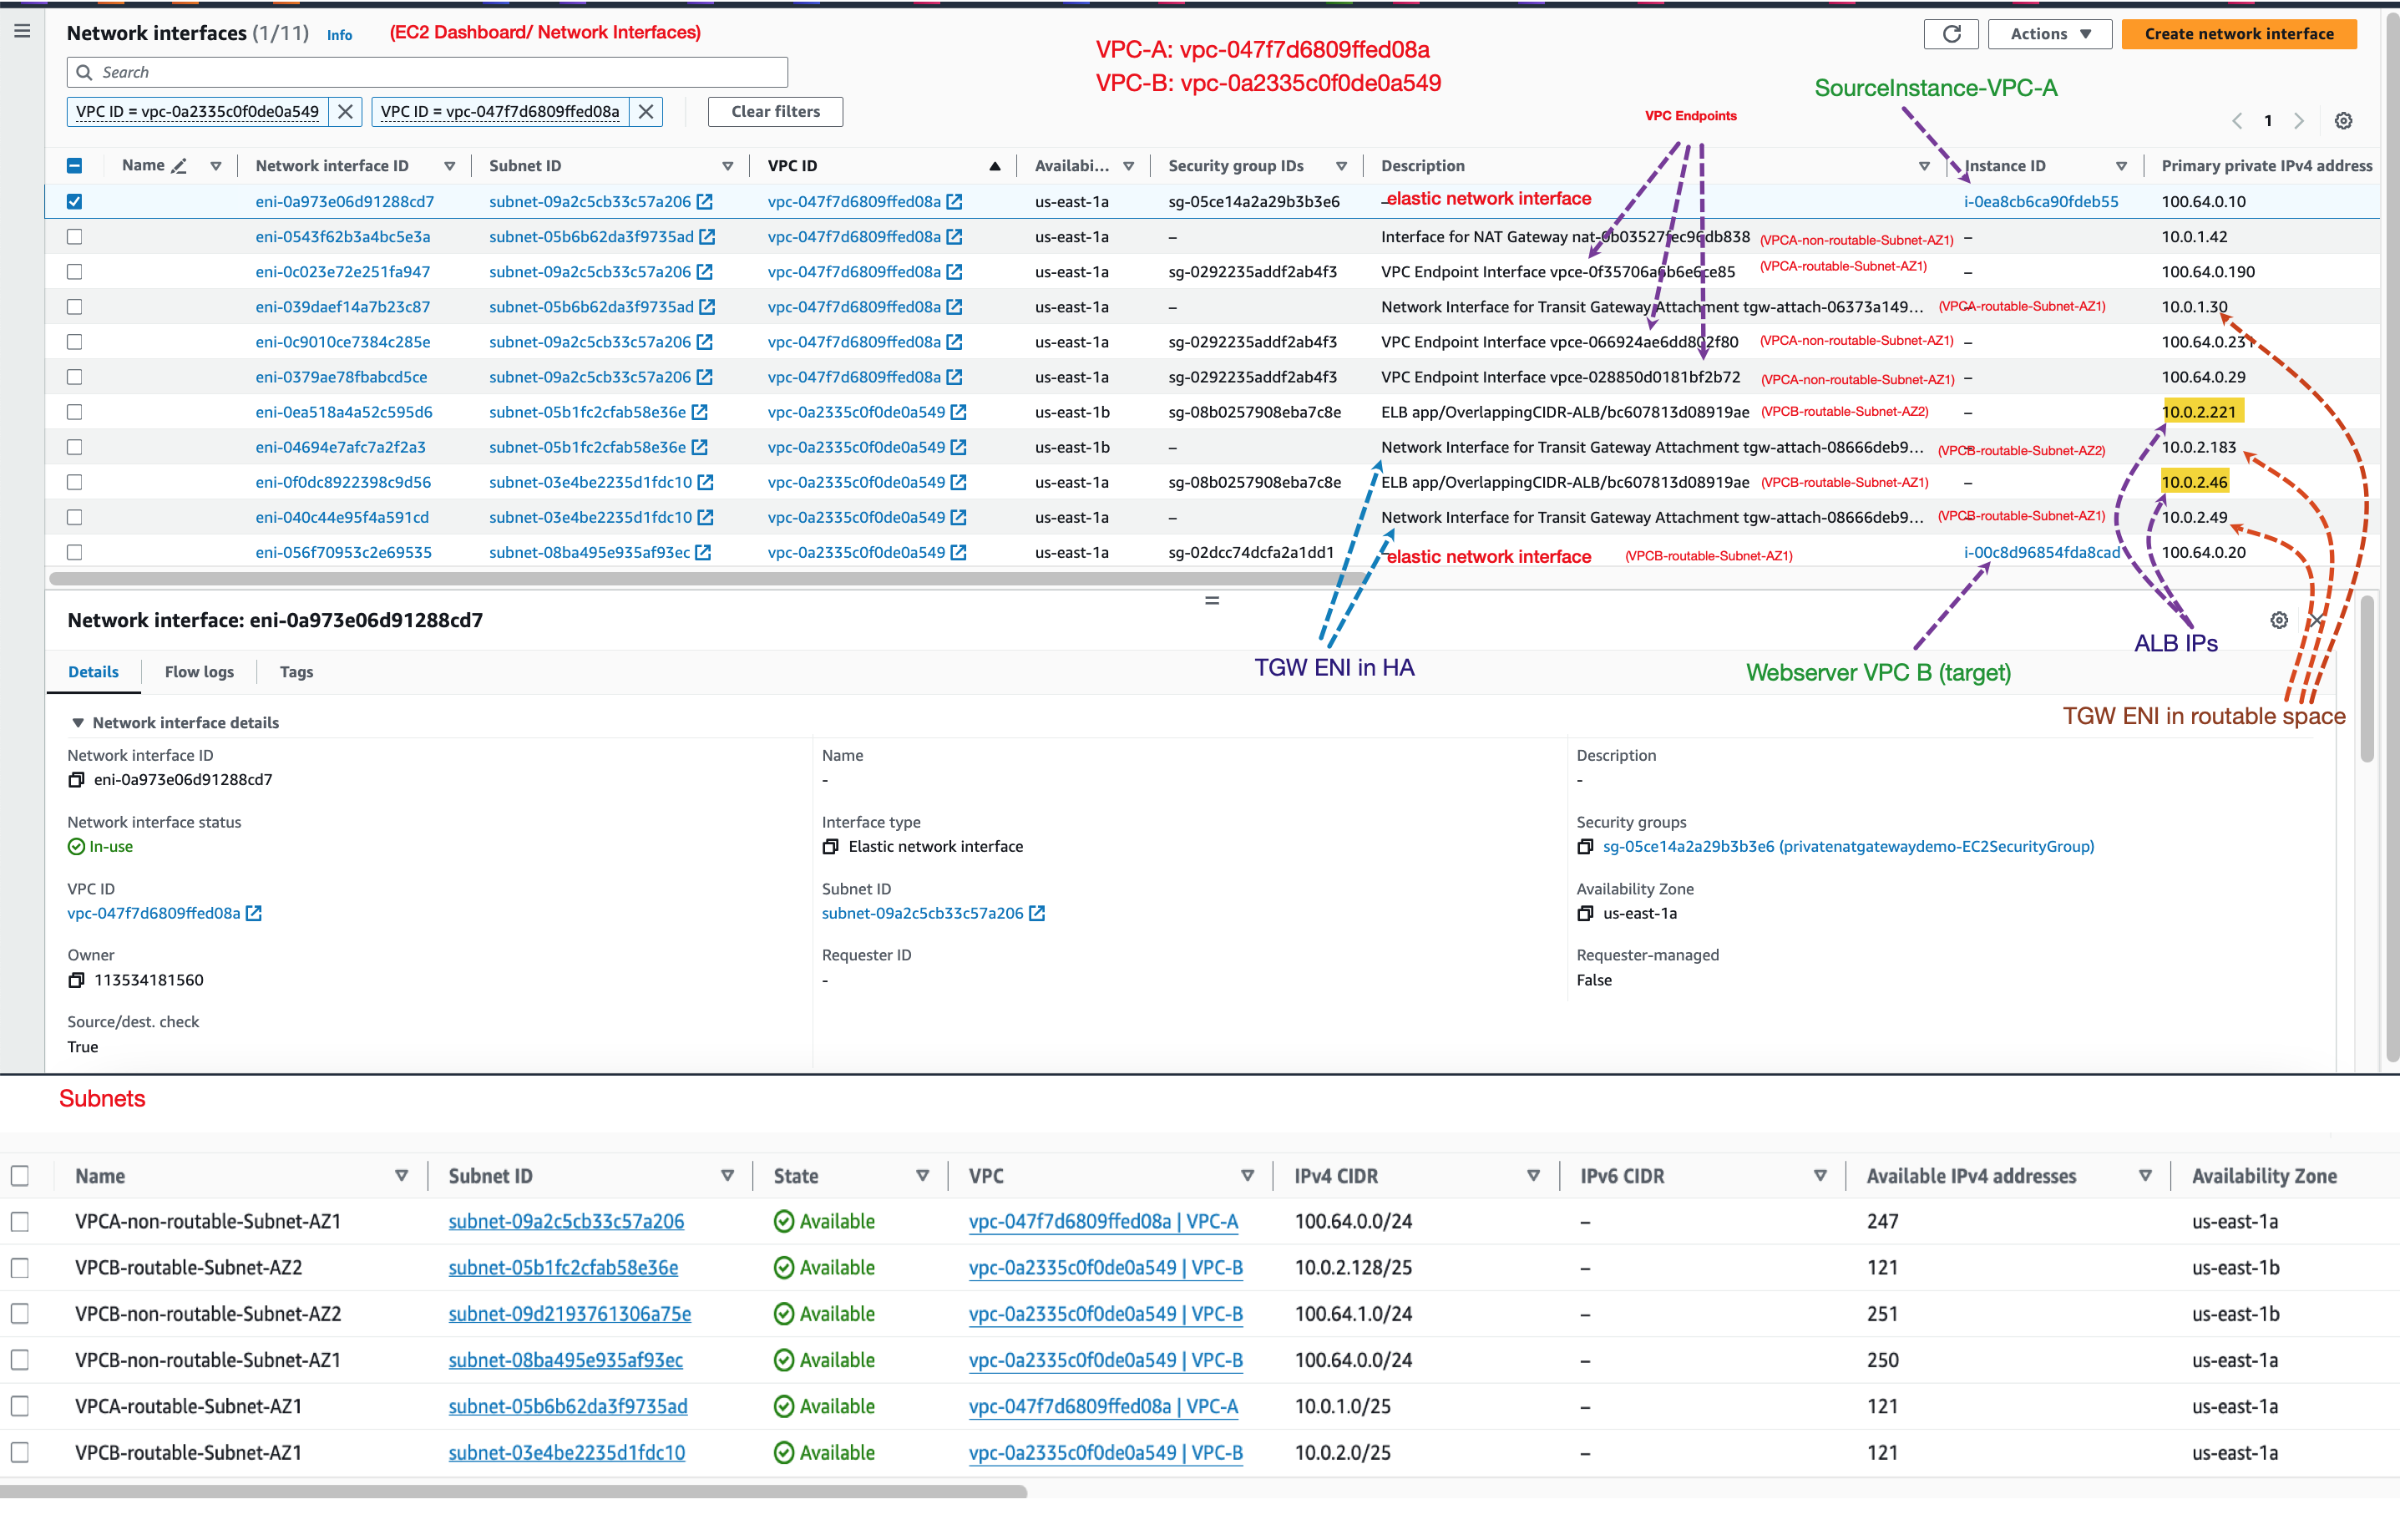 Network interfaces (1/11) Info (EC2 Dashboard/ Network Interfaces) Actions Create network interface
VPC-A: vpc-047f7d6809ffed08a
VPC-B: vpc-0a2335c0f0de0a549
Search
SourceInstance-VPC-A
VPC ID = vpc-0a2335c0f0de0a549 VPC ID = vpc-047f7d6809ffed08a Clear filters VPC Endpoints 1
Name Network interface ID Subnet ID VPC ID Availabi... Security group IDs Description Instance ID Primary private IPv4 address
eni-0a973e06d91288cd7 subnet-09a2c5cb33c57a206 vpc-047f7d6809ffed08a us-east-1a sg-05ce14a2a29b3b3e6 – elastic network interface i-0ea8cb6ca90fdeb55 100.64.0.10
eni-0543f62b3a4bc5e3a subnet-05b6b62da3f9735ad vpc-047f7d6809ffed08a us-east-1a – Interface for NAT Gateway nat-0b03527fec96db838 (VPCA-non-routable-Subnet-AZ1) – 10.0.1.42
eni-0c023e72e251fa947 subnet-09a2c5cb33c57a206 vpc-047f7d6809ffed08a us-east-1a sg-0292235addf2ab4f3 VPC Endpoint Interface vpce-0f35706a6b6e6ce85 (VPCA-routable-Subnet-AZ1) – 100.64.0.190
eni-039daef14a7b23c87 subnet-05b6b62da3f9735ad vpc-047f7d6809ffed08a us-east-1a – Network Interface for Transit Gateway Attachment tgw-attach-06373a149... (VPCA-routable-Subnet-AZ1) – 10.0.1.30
eni-0c9010ce7384c285e subnet-09a2c5cb33c57a206 vpc-047f7d6809ffed08a us-east-1a sg-0292235addf2ab4f3 VPC Endpoint Interface vpce-066924ae6dd802f80 (VPCA-non-routable-Subnet-AZ1) – 100.64.0.231
eni-0379ae78fbabcd5ce subnet-09a2c5cb33c57a206 vpc-047f7d6809ffed08a us-east-1a sg-0292235addf2ab4f3 VPC Endpoint Interface vpce-028850d0181bf2b72 (VPCA-non-routable-Subnet-AZ1) – 100.64.0.29
eni-0ea518a4a52c595d6 subnet-05b1fc2cfab58e36e vpc-0a2335c0f0de0a549 us-east-1b sg-08b0257908eba7c8e ELB app/OverlappingCIDR-ALB/bc607813d08919ae (VPCB-routable-Subnet-AZ2) – 10.0.2.221
eni-04694e7afc7a2f2a3 subnet-05b1fc2cfab58e36e vpc-0a2335c0f0de0a549 us-east-1b – Network Interface for Transit Gateway Attachment tgw-attach-08666deb9... (VPCB-routable-Subnet-AZ2) – 10.0.2.183
eni-0f0dc8922398c9d56 subnet-03e4be2235d1fdc10 vpc-0a2335c0f0de0a549 us-east-1a sg-08b0257908eba7c8e ELB app/OverlappingCIDR-ALB/bc607813d08919ae (VPCB-routable-Subnet-AZ1) – 10.0.2.46
eni-040c44e95f4a591cd subnet-03e4be2235d1fdc10 vpc-0a2335c0f0de0a549 us-east-1a – Network Interface for Transit Gateway Attachment tgw-attach-08666deb9... (VPCB-routable-Subnet-AZ1) – 10.0.2.49
eni-056f70953c2e69535 subnet-08ba495e935af93ec vpc-0a2335c0f0de0a549 us-east-1a sg-02dcc74dcfa2a1dd1 – elastic network interface (VPCB-routable-Subnet-AZ1) i-00c8d96854fda8cad 100.64.0.20
Network interface: eni-0a973e06d91288cd7
ALB IPs
TGW ENI in HA
Webserver VPC B (target)
Details Flow logs Tags
TGW ENI in routable space
Network interface details
Network interface ID Name Description
eni-0a973e06d91288cd7 - -
Network interface status Interface type Security groups
In-use Elastic network interface sg-05ce14a2a29b3b3e6 (privatenatgatewaydemo-EC2SecurityGroup)
VPC ID Subnet ID Availability Zone
vpc-047f7d6809ffed08a subnet-09a2c5cb33c57a206 us-east-1a
Owner Requester ID Requester-managed
113534181560 - False
Source/dest. check
True
Subnets
Name Subnet ID State VPC IPv4 CIDR IPv6 CIDR Available IPv4 addresses Availability Zone
VPCA-non-routable-Subnet-AZ1 subnet-09a2c5cb33c57a206 Available vpc-047f7d6809ffed08a | VPC-A 100.64.0.0/24 – 247 us-east-1a
VPCB-routable-Subnet-AZ2 subnet-05b1fc2cfab58e36e Available vpc-0a2335c0f0de0a549 | VPC-B 10.0.2.128/25 – 121 us-east-1b
VPCB-non-routable-Subnet-AZ2 subnet-09d2193761306a75e Available vpc-0a2335c0f0de0a549 | VPC-B 100.64.1.0/24 – 251 us-east-1b
VPCB-non-routable-Subnet-AZ1 subnet-08ba495e935af93ec Available vpc-0a2335c0f0de0a549 | VPC-B 100.64.0.0/24 – 250 us-east-1a
VPCA-routable-Subnet-AZ1 subnet-05b6b62da3f9735ad Available vpc-047f7d6809ffed08a | VPC-A 10.0.1.0/25 – 121 us-east-1a
VPCB-routable-Subnet-AZ1 subnet-03e4be2235d1fdc10 Available vpc-0a2335c0f0de0a549 | VPC-B 10.0.2.0/25 – 121 us-east-1a